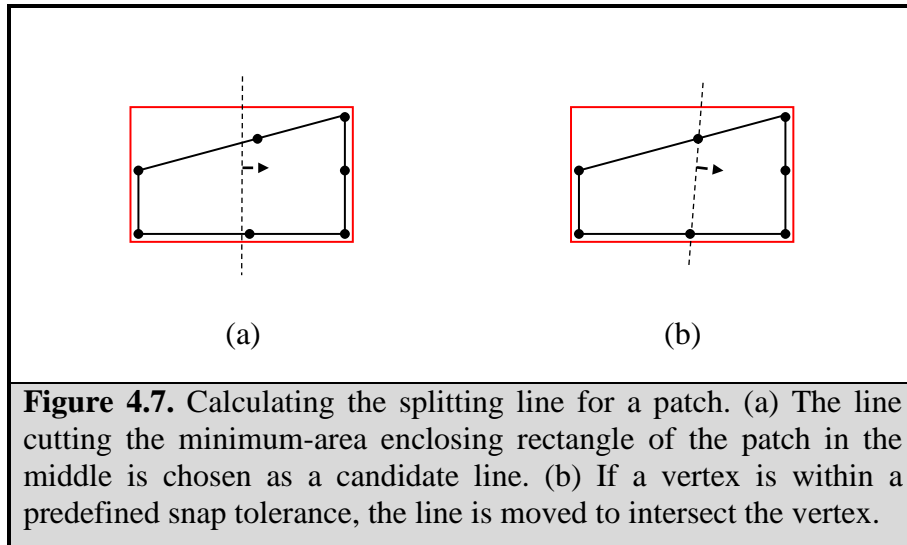 (a) (b)
Figure 4.7. Calculating the splitting line for a patch. (a) The line
cutting the minimum-area enclosing rectangle of the patch in the
middle is chosen as a candidate line. (b) If a vertex is within a
predefined snap tolerance, the line is moved to intersect the vertex.